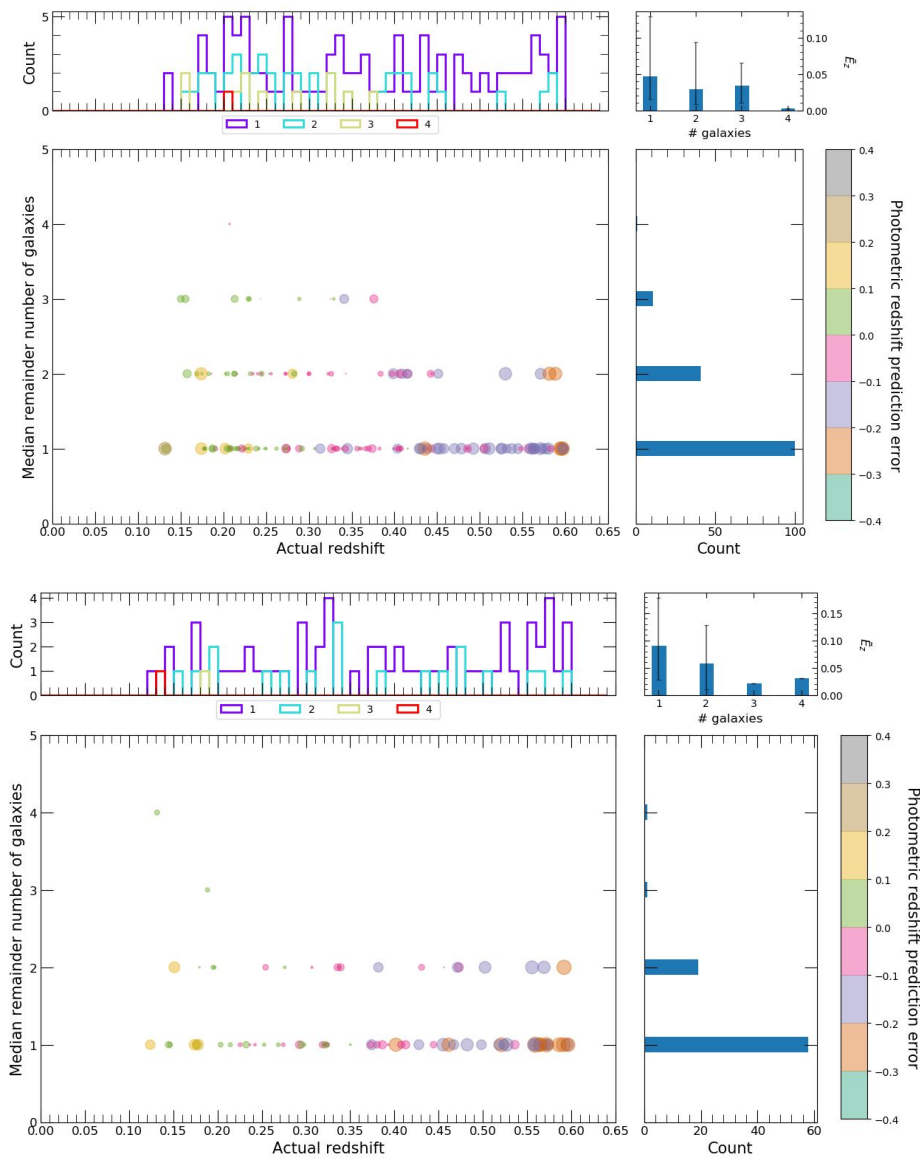 Count
5
0
1 2 3 4
0.10
0.05
0.00
Ēz
1 2 3 4
# galaxies
Median remainder number of galaxies
5
4
3
2
1
0
0.00 0.05 0.10 0.15 0.20 0.25 0.30 0.35 0.40 0.45 0.50 0.55 0.60 0.65
Actual redshift
0 50 100
Count
0.4
0.3
0.2
0.1
0.0
−0.1
−0.2
−0.3
−0.4
Photometric redshift prediction error
Count
4
3
2
1
0
1 2 3 4
0.15
0.10
0.05
0.00
Ēz
1 2 3 4
# galaxies
Median remainder number of galaxies
5
4
3
2
1
0
0.00 0.05 0.10 0.15 0.20 0.25 0.30 0.35 0.40 0.45 0.50 0.55 0.60 0.65
Actual redshift
0 20 40 60
Count
0.4
0.3
0.2
0.1
0.0
−0.1
−0.2
−0.3
−0.4
Photometric redshift prediction error